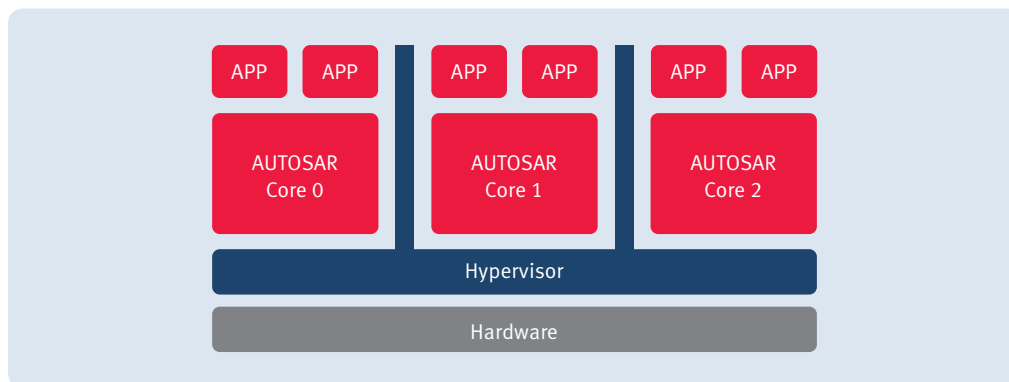 APP APP APP APP APP APP
AUTOSAR AUTOSAR AUTOSAR
Core 0 Core 1 Core 2
Hypervisor
Hardware